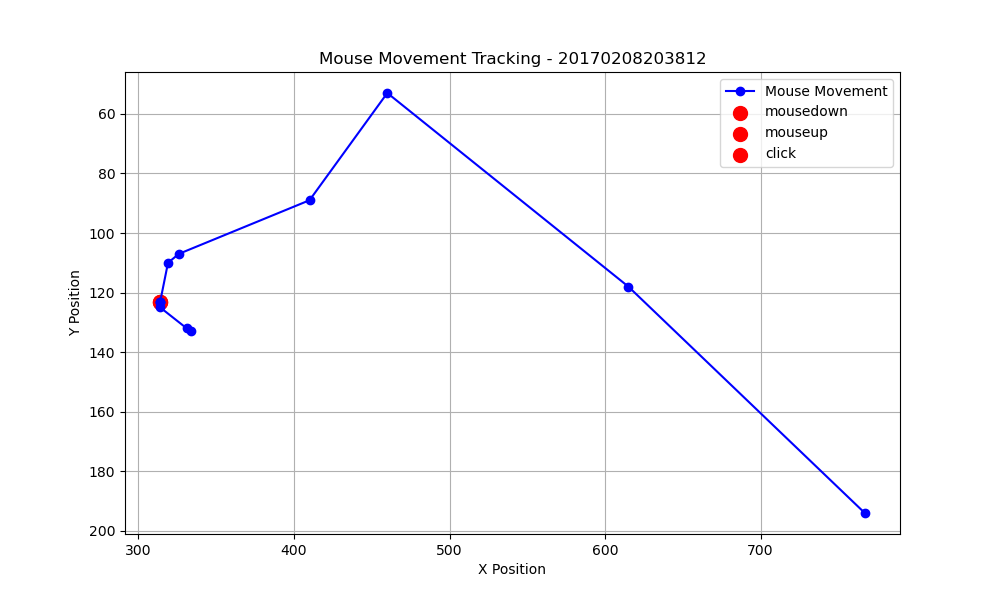 Mouse Movement Tracking - 20170208203812
Mouse Movement
mousedown
mouseup
click
60
80
100
120
140
160
180
200
Y Position
300 400 500 600 700
X Position